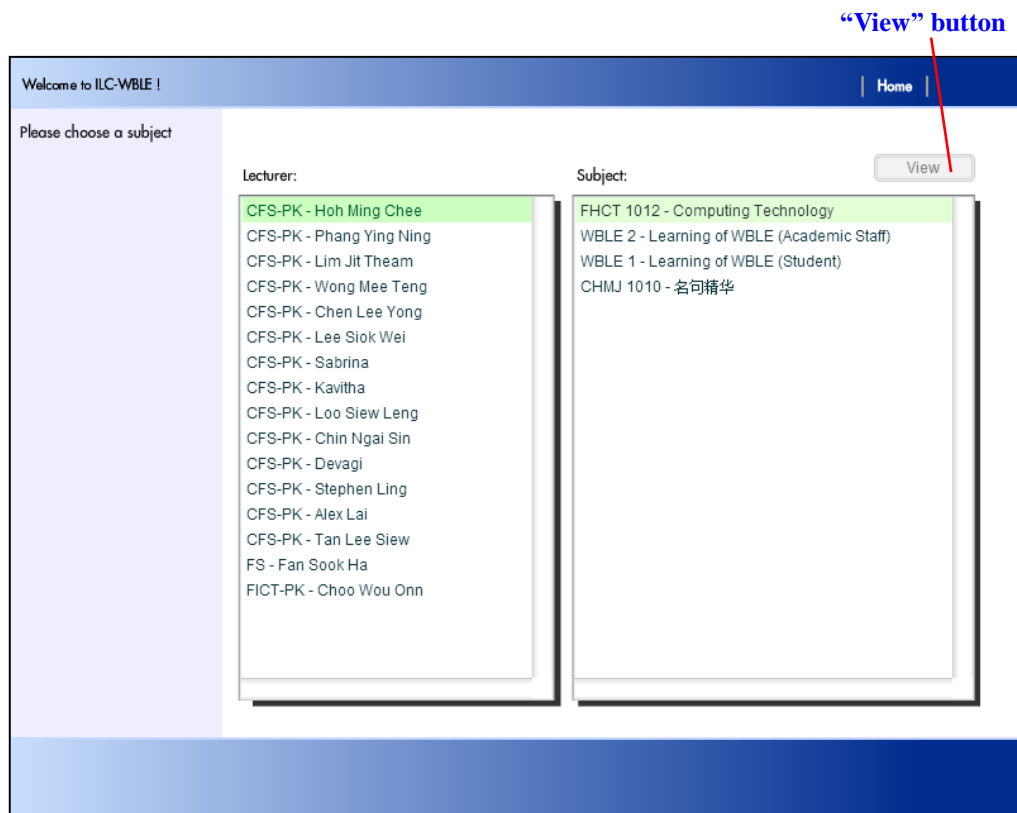 “View” button
Welcome to ILC-WBLE !
| Home |
Please choose a subject
Lecturer:
Subject:
View
CFS-PK - Hoh Ming Chee
CFS-PK - Phang Ying Ning
CFS-PK - Lim Jit Theam
CFS-PK - Wong Mee Teng
CFS-PK - Chen Lee Yong
CFS-PK - Lee Siok Wei
CFS-PK - Sabrina
CFS-PK - Kavitha
CFS-PK - Loo Siew Leng
CFS-PK - Chin Ngai Sin
CFS-PK - Devagi
CFS-PK - Stephen Ling
CFS-PK - Alex Lai
CFS-PK - Tan Lee Siew
FS - Fan Sook Ha
FICT-PK - Choo Wou Onn
FHCT 1012 - Computing Technology
WBLE 2 - Learning of WBLE (Academic Staff)
WBLE 1 - Learning of WBLE (Student)
CHMJ 1010 - 名句精华